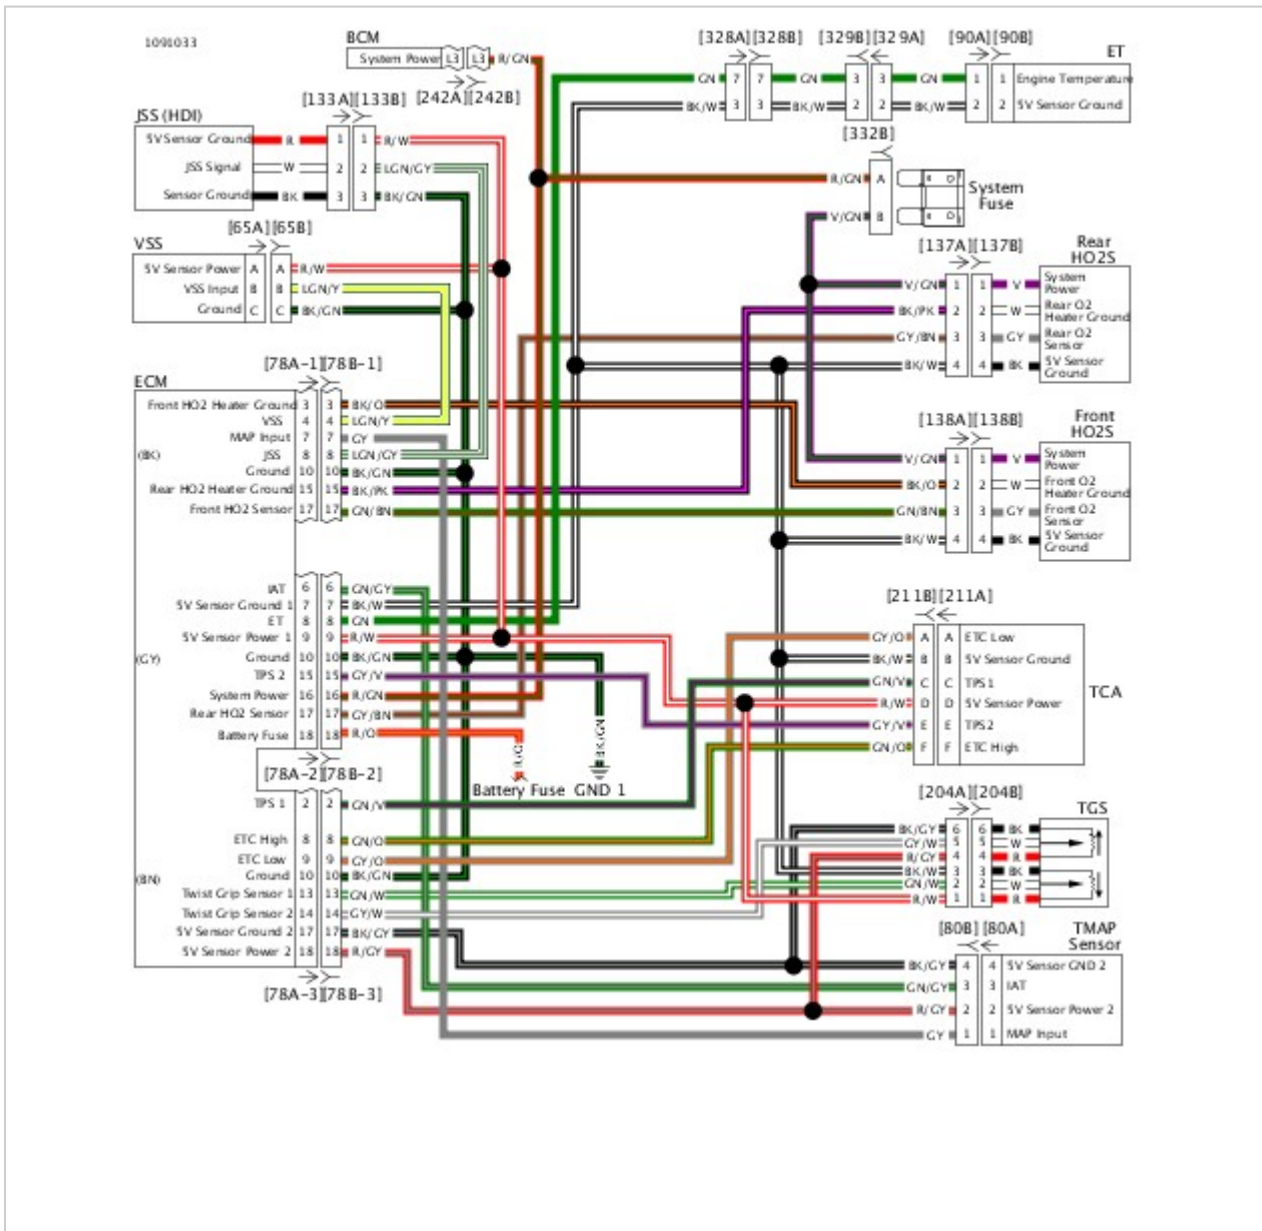 1091033
BCM
System Power L3 L3 R/GN
[242A] [242B]
[328A] [328B] [329B] [329A] [90A] [90B]
ET
GN 7 7 GN 3 3 GN 1 1 Engine Temperature
BK/W 3 3 BK/W 2 2 BK/W 2 2 5V Sensor Ground
[133A] [133B]
JSS (HDI)
5V Sensor Ground R 1 1 R/W
JSS Signal W 2 2 LGN/GY
Sensor Ground BK 3 3 BK/GN
[332B]
R/GN A
V/GN B
System
Fuse
[65A] [65B]
VSS
5V Sensor Power A A R/W
VSS Input B B LGN/Y
Ground C C BK/GN
[137A] [137B]
Rear
HO2S
V/GN 1 1 V System
Power
BK/PK 2 2 W Rear O2
Heater Ground
GY/BN 3 3 GY Rear O2
Sensor
BK/W 4 4 BK 5V Sensor
Ground
[78A-1] [78B-1]
ECM
Front HO2 Heater Ground 3 3 BK/O
VSS 4 4 LGN/Y
MAP Input 7 7 GY
(BK)
JSS 8 8 LGN/GY
Ground 10 10 BK/GN
Rear HO2 Heater Ground 15 15 BK/PK
Front HO2 Sensor 17 17 GN/BN
[138A] [138B]
Front
HO2S
V/GN 1 1 V System
Power
BK/O 2 2 W Front O2
Heater Ground
GN/BN 3 3 GY Front O2
Sensor
BK/W 4 4 BK 5V Sensor
Ground
IAT 6 6 GN/GY
5V Sensor Ground 1 7 7 BK/W
ET 8 8 GN
5V Sensor Power 1 9 9 R/W
(GY)
Ground 10 10 BK/GN
TPS 2 15 15 GY/V
System Power 16 16 R/GN
Rear HO2 Sensor 17 17 GY/BN
Battery Fuse 18 18 R/O
[78A-2] [78B-2]
R/O
BK/GN
Battery Fuse GND 1
[211B] [211A]
GY/O A A ETC Low
BK/W B B 5V Sensor Ground
GN/V C C TPS1
R/W D D 5V Sensor Power
GY/V E E TPS2
GN/O F F ETC High
TCA
TPS 1 2 2 GN/V
ETC High 8 8 GN/O
ETC Low 9 9 GY/O
Ground 10 10 BK/GN
(BN)
Twist Grip Sensor 1 13 13 GN/W
Twist Grip Sensor 2 14 14 GY/W
5V Sensor Ground 2 17 17 BK/GY
5V Sensor Power 2 18 18 R/GY
[78A-3] [78B-3]
[204A] [204B]
TGS
BK/GY 6 6 BK
GY/W 5 5 W
R/GY 4 4 R
BK/W 3 3 BK
GN/W 2 2 W
R/W 1 1 R
[80B] [80A]
TMAP
Sensor
BK/GY 4 4 5V Sensor GND 2
GN/GY 3 3 IAT
R/GY 2 2 5V Sensor Power 2
GY 1 1 MAP Input